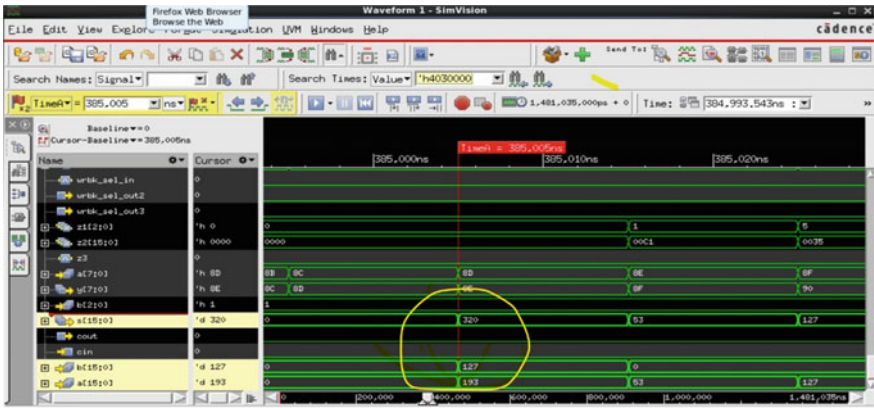 Waveform 1 - SimVision
Firefox Web Browser
Browse the Web
File Edit View Explore Simulation UVM Windows Help
cādence
Send To:
Search Names: Signal
Search Times: Value 'h4030000
TimeA = 385.005 ns
1,481,035,000ps + 0
Time: 384.993.543ns :
Baseline = 0
Cursor-Baseline = 385,005ns
TimeA = 385.005ns
Name Cursor 385,000ns 385,010ns 385,020ns
wrbk_sel_in 0
wrbk_sel_out2 0
wrbk_sel_out3 0
z1[2:0] 'h 0 0 1 5
z2[15:0] 'h 0000 0000 00C1 0035
z3 0
a[7:0] 'h 8D 8B 8C 8D 8E 8F
y[7:0] 'h 8E 8C 8D 8E 8F 90
b[2:0] 'h 1 1
s[15:0] 'd 320 0 320 53 127
cout 0
cin 0
b[15:0] 'd 127 0 127 0
a[15:0] 'd 193 0 193 53 127
0 200,000 400,000 600,000 800,000 1,000,000 1,481,035ns